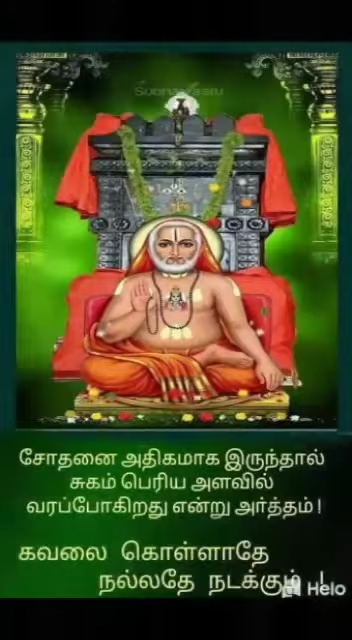 சோதனை அதிகமாக இருந்தால்
சுகம் பெரிய அளவில்
வரப்போகிறது என்று அர்த்தம் !
கவலை கொள்ளாதே
நல்லதே நடக்கும் !
Helo